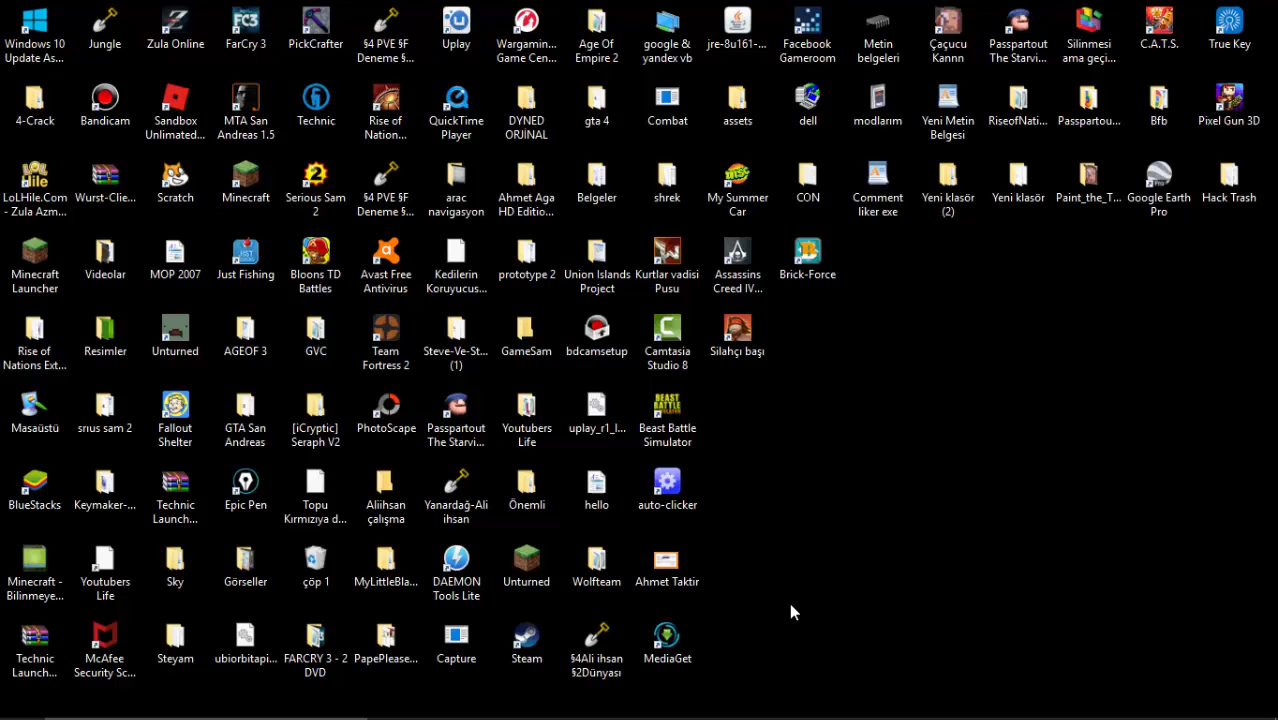 Windows 10
Update As...
Jungle
Zula Online
FarCry 3
PickCrafter
§4 PVE §F
Deneme §...
Uplay
Wargamin...
Game Cen...
Age Of
Empire 2
google &
yandex vb
jre-8u161-...
Facebook
Gameroom
Metin
belgeleri
Çaçucu
Kannn
Passpartout
The Starvi...
Silinmesi
ama geçi...
C.A.T.S.
True Key
4-Crack
Bandicam
Sandbox
Unlimated...
MTA San
Andreas 1.5
Technic
Rise of
Nation...
QuickTime
Player
DYNED
ORJİNAL
gta 4
Combat
assets
dell
modlarım
Yeni Metin
Belgesi
RiseofNati...
Passpartou...
Bfb
Pixel Gun 3D
LoLHile.Com
- Zula Azm...
Wurst-Clie...
Scratch
Minecraft
Serious Sam
2
§4 PVE §F
Deneme §...
arac
navigasyon
Ahmet Aga
HD Editio...
Belgeler
shrek
My Summer
Car
CON
Comment
liker exe
Yeni klasör
(2)
Yeni klasör
Paint_the_T...
Google Earth
Pro
Hack Trash
Minecraft
Launcher
Videolar
MOP 2007
Just Fishing
Bloons TD
Battles
Avast Free
Antivirus
Kedilerin
Koruyucus...
prototype 2
Union Islands
Project
Kurtlar vadisi
Pusu
Assassins
Creed IV...
Brick-Force
Rise of
Nations Ext...
Resimler
Unturned
AGEOF 3
GVC
Team
Fortress 2
Steve-Ve-St...
(1)
GameSam
bdcamsetup
Camtasia
Studio 8
Silahçı başı
Masaüstü
srıus sam 2
Fallout
Shelter
GTA San
Andreas
[iCryptic]
Seraph V2
PhotoScape
Passpartout
The Starvi...
Youtubers
Life
uplay_r1_l...
Beast Battle
Simulator
BlueStacks
Keymaker-...
Technic
Launch...
Epic Pen
Topu
Kırmızıya d...
Aliihsan
çalışma
Yanardağ-Ali
ihsan
Önemli
hello
auto-clicker
Minecraft -
Bilinmeye...
Youtubers
Life
Sky
Görseller
çöp 1
MyLittleBla...
DAEMON
Tools Lite
Unturned
Wolfteam
Ahmet Taktir
Technic
Launch...
McAfee
Security Sc...
Steyam
ubiorbitapi...
FARCRY 3 - 2
DVD
PapePlease...
Capture
Steam
§4Ali ihsan
§2Dünyası
MediaGet